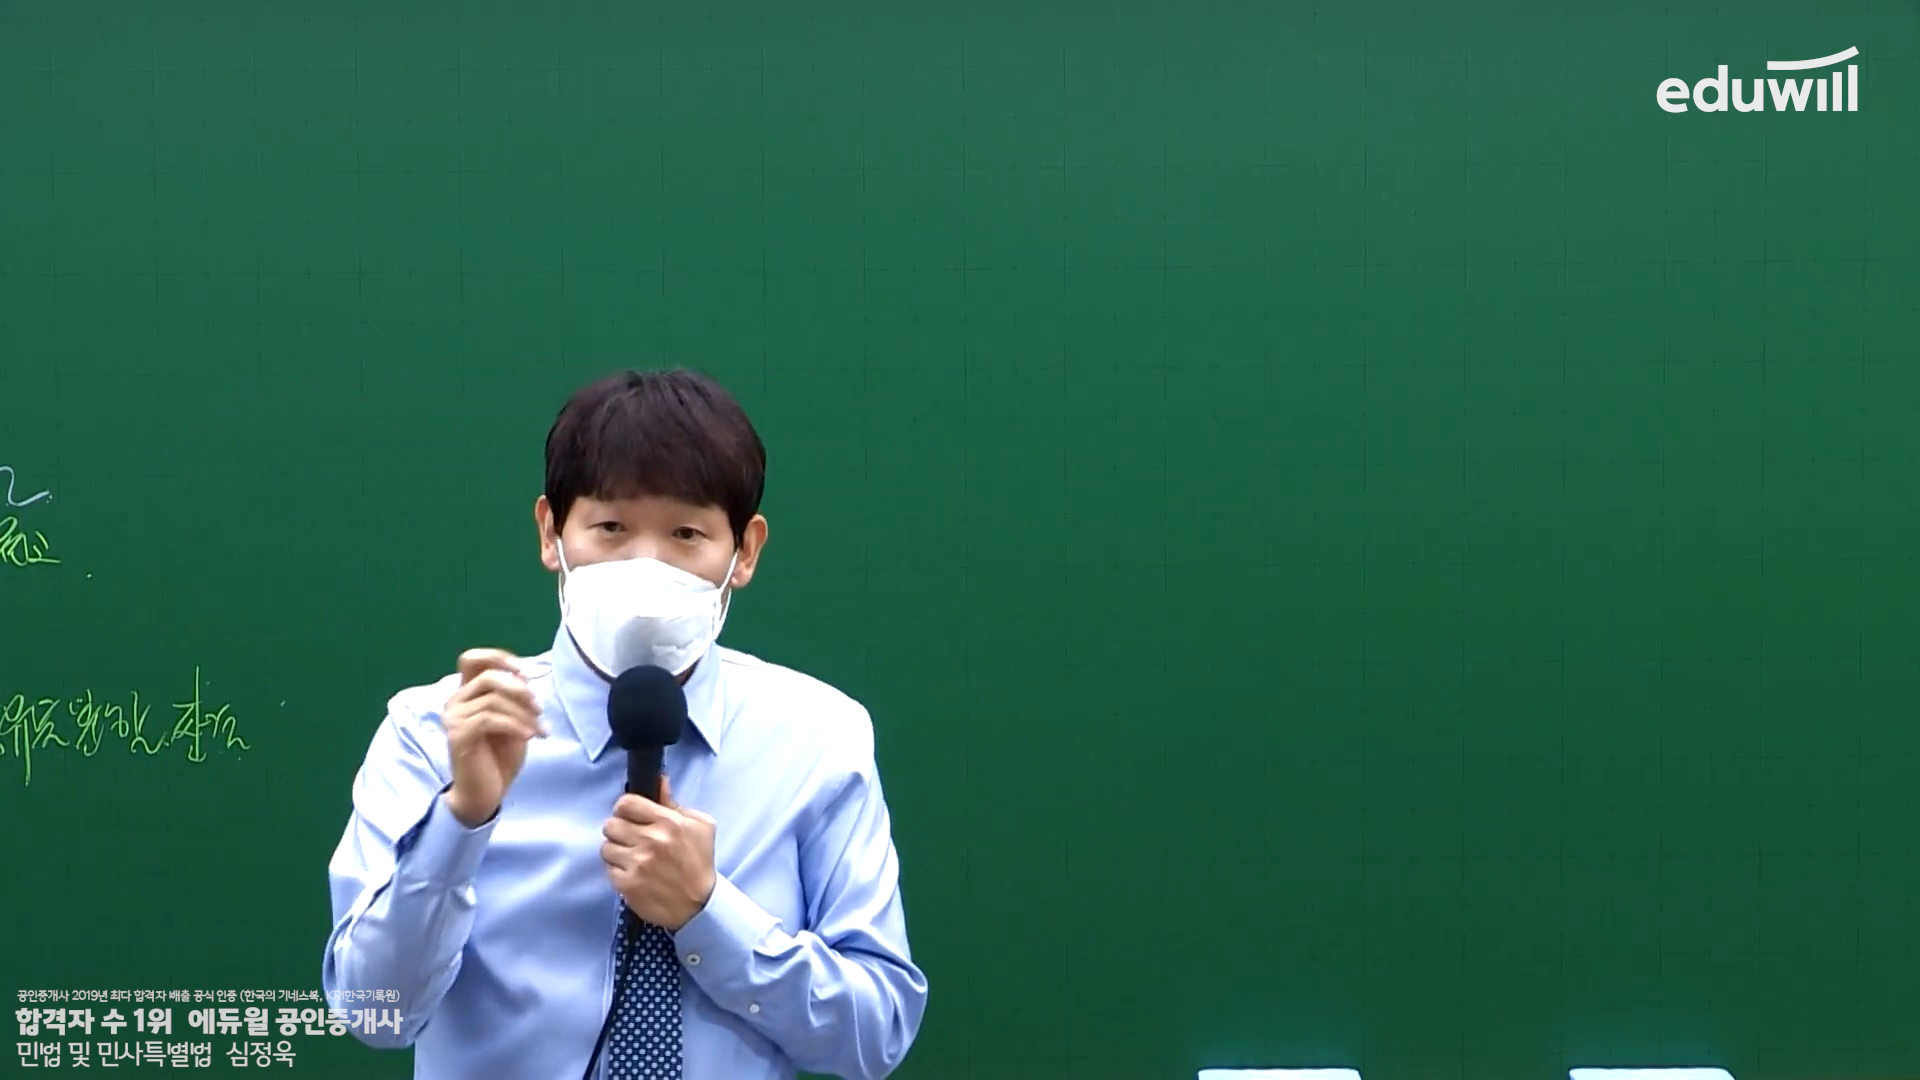 eduwill
공인중개사 2019년 최다 합격자 배출 공식 인증 (한국의 기네스북, KRI한국기록원)
합격자 수 1위 에듀윌 공인중개사
민법 및 민사특별법 심정욱